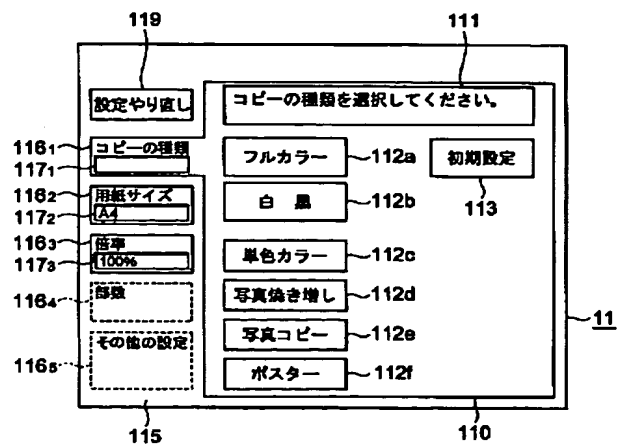 119
111
設定やり直し
コピーの種類を選択してください。
116₁
コピーの種類
117₁
フルカラー
112a
初期設定
113
116₂
用紙サイズ
117₂
A4
白 黒
112b
116₃
倍率
117₃
100%
単色カラー
112c
116₄
部数
写真焼き増し
112d
11
116₅
その他の設定
写真コピー
112e
ポスター
112f
115
110